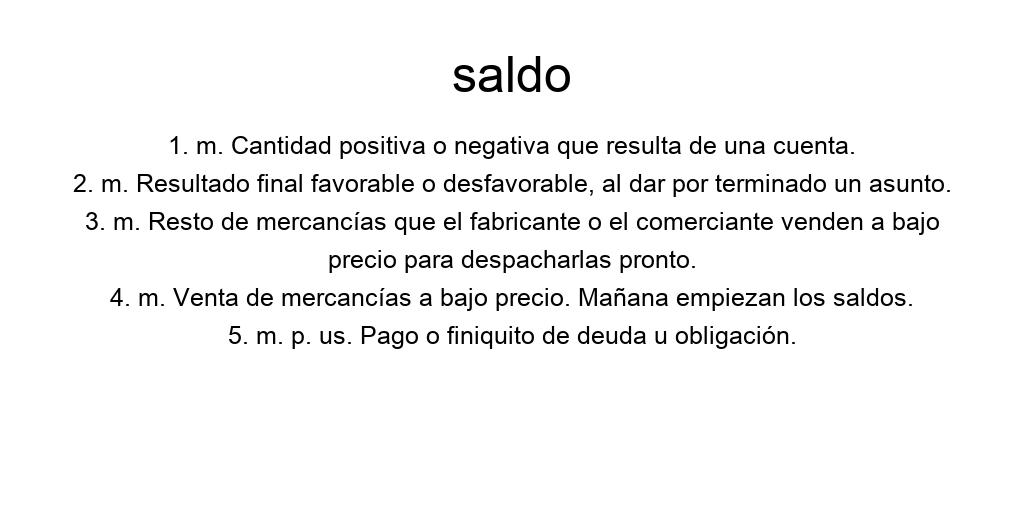 saldo
1. m. Cantidad positiva o negativa que resulta de una cuenta.
2. m. Resultado final favorable o desfavorable, al dar por terminado un asunto.
3. m. Resto de mercancías que el fabricante o el comerciante venden a bajo
precio para despacharlas pronto.
4. m. Venta de mercancías a bajo precio. Mañana empiezan los saldos.
5. m. p. us. Pago o finiquito de deuda u obligación.